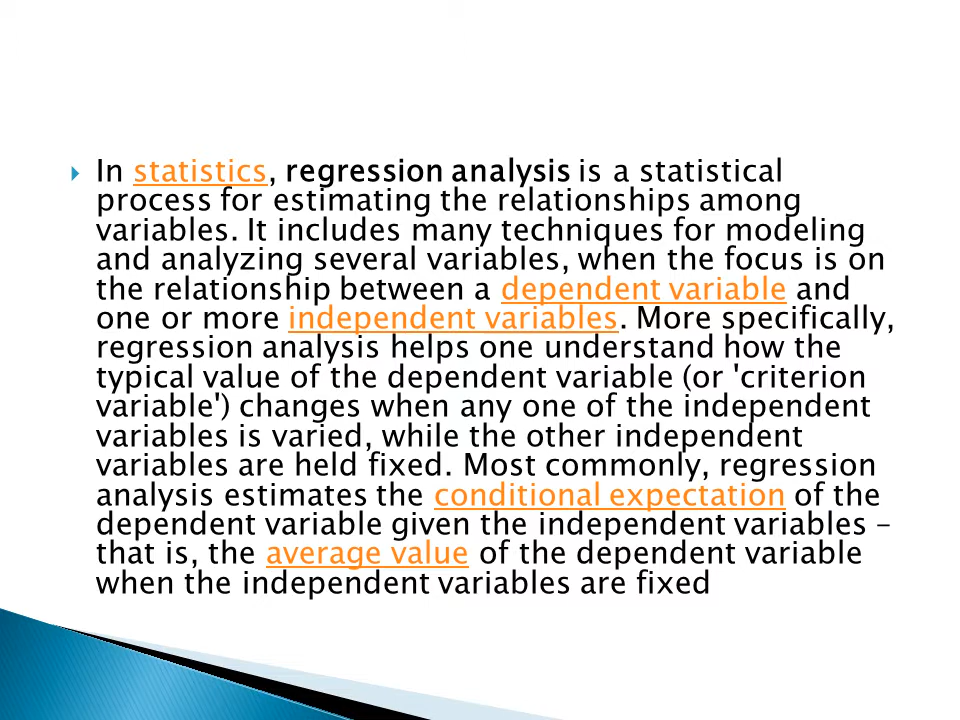 In statistics, regression analysis is a statistical
process for estimating the relationships among
variables. It includes many techniques for modeling
and analyzing several variables, when the focus is on
the relationship between a dependent variable and
one or more independent variables. More specifically,
regression analysis helps one understand how the
typical value of the dependent variable (or 'criterion
variable') changes when any one of the independent
variables is varied, while the other independent
variables are held fixed. Most commonly, regression
analysis estimates the conditional expectation of the
dependent variable given the independent variables –
that is, the average value of the dependent variable
when the independent variables are fixed